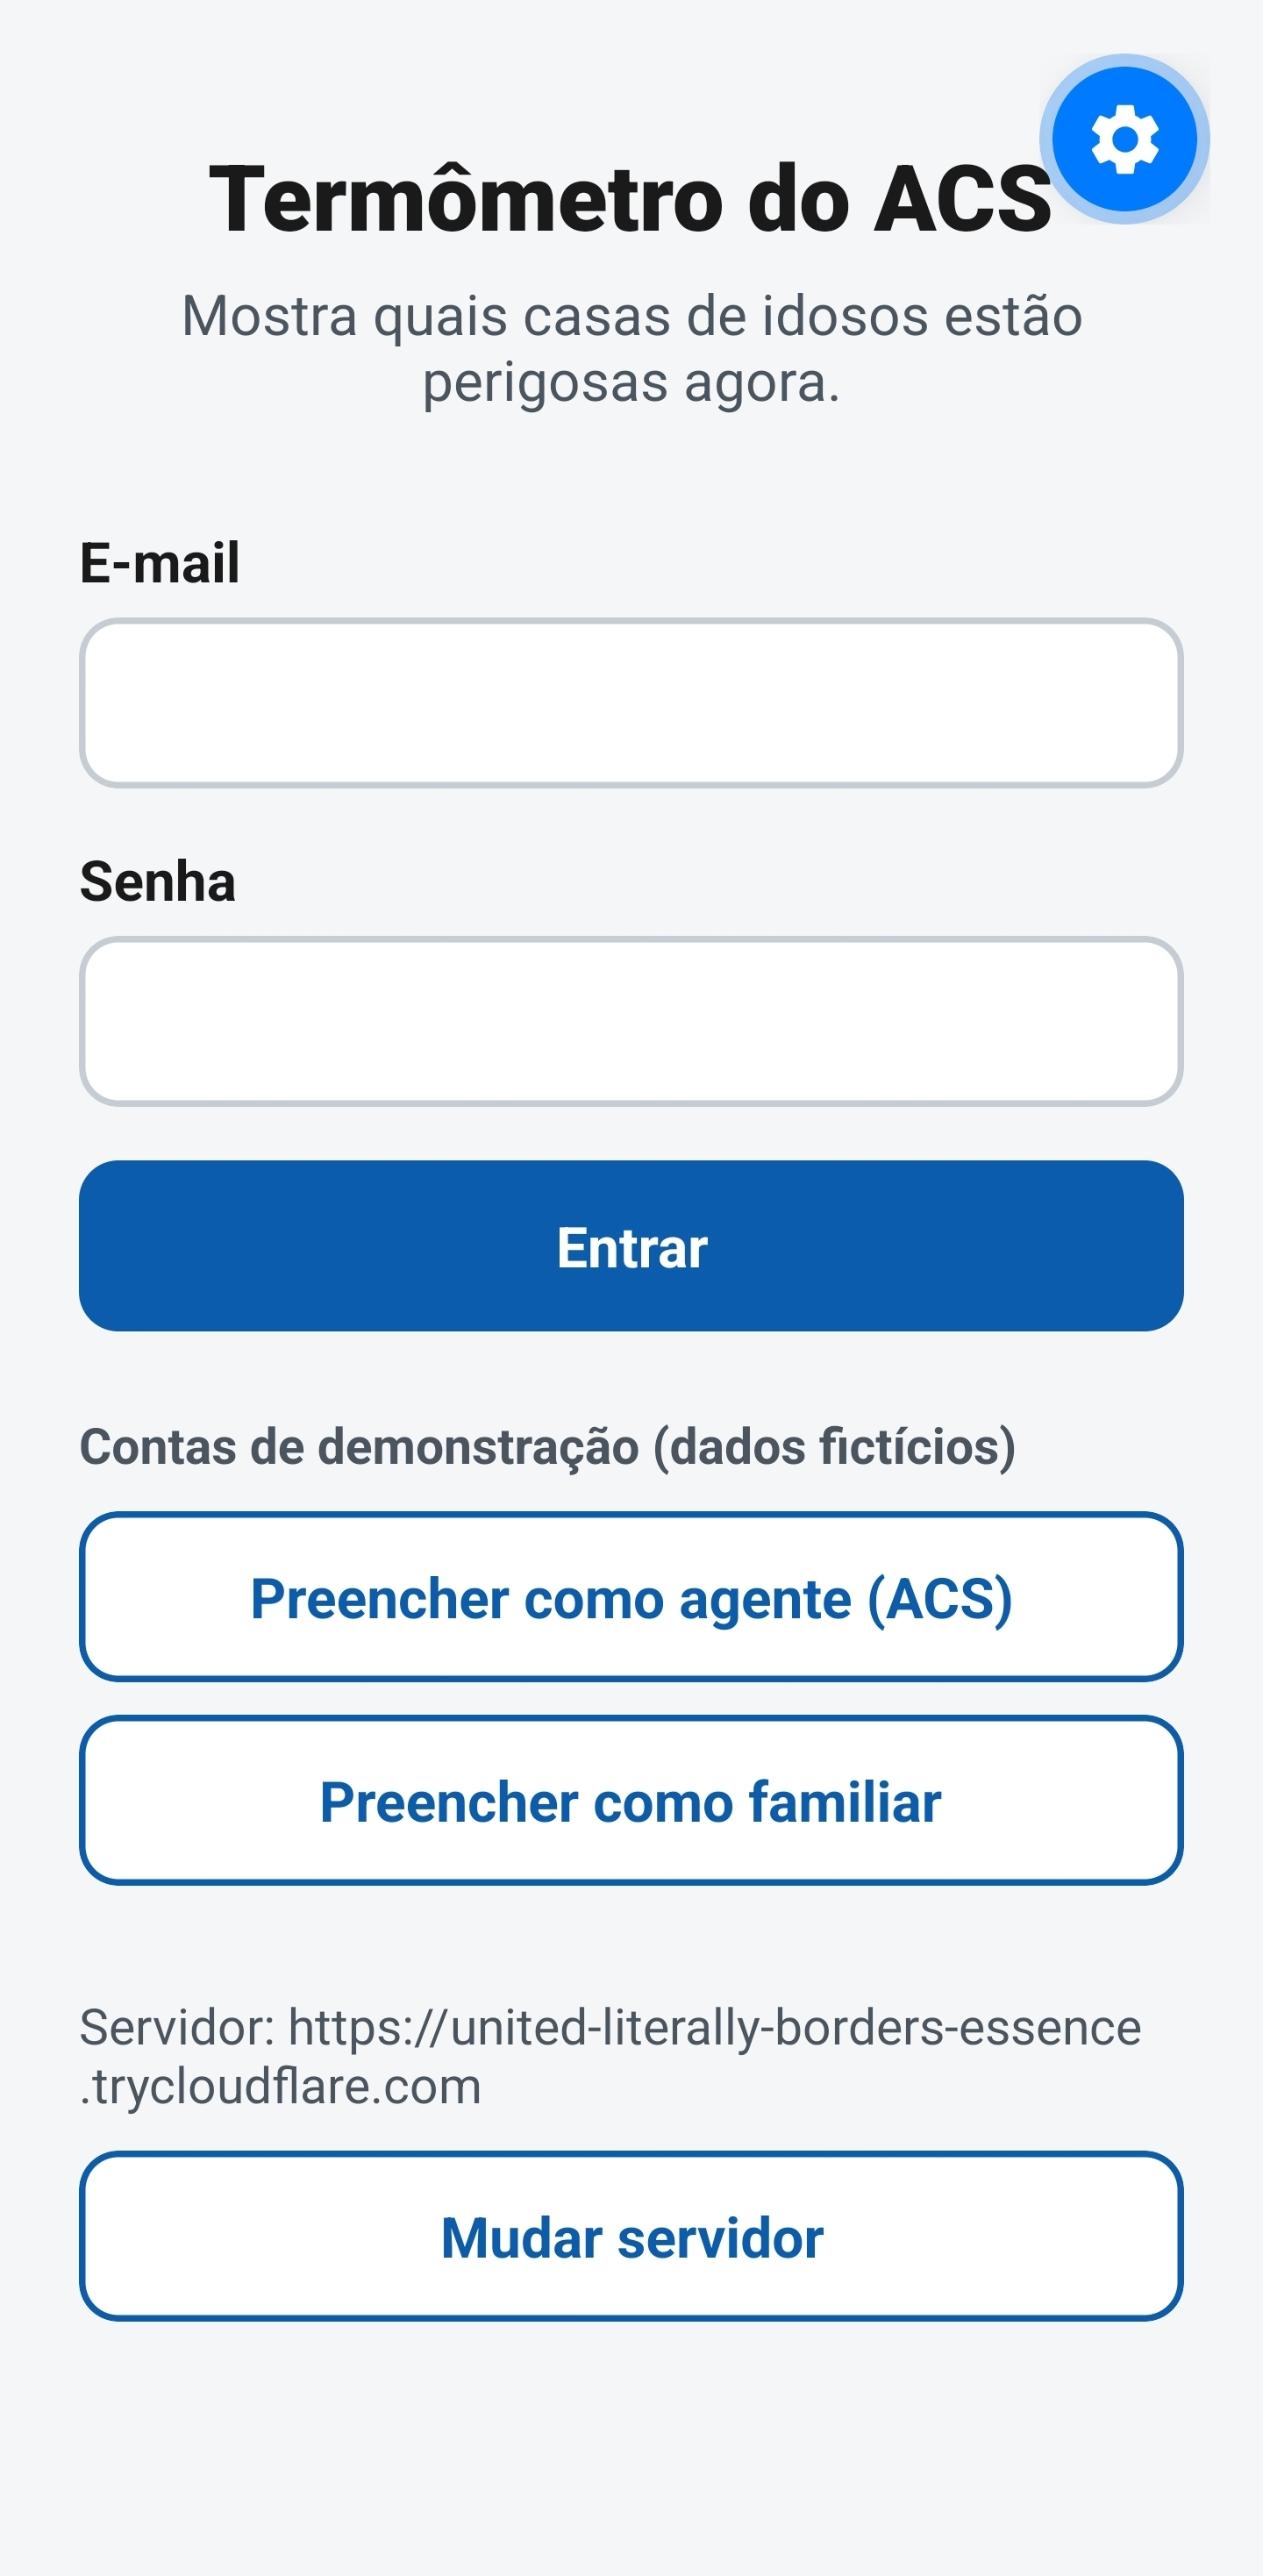 Termômetro do ACS
Mostra quais casas de idosos estão
perigosas agora.
E-mail
Senha
Entrar
Contas de demonstração (dados fictícios)
Preencher como agente (ACS)
Preencher como familiar
Servidor: https://united-literally-borders-essence
.trycloudflare.com
Mudar servidor